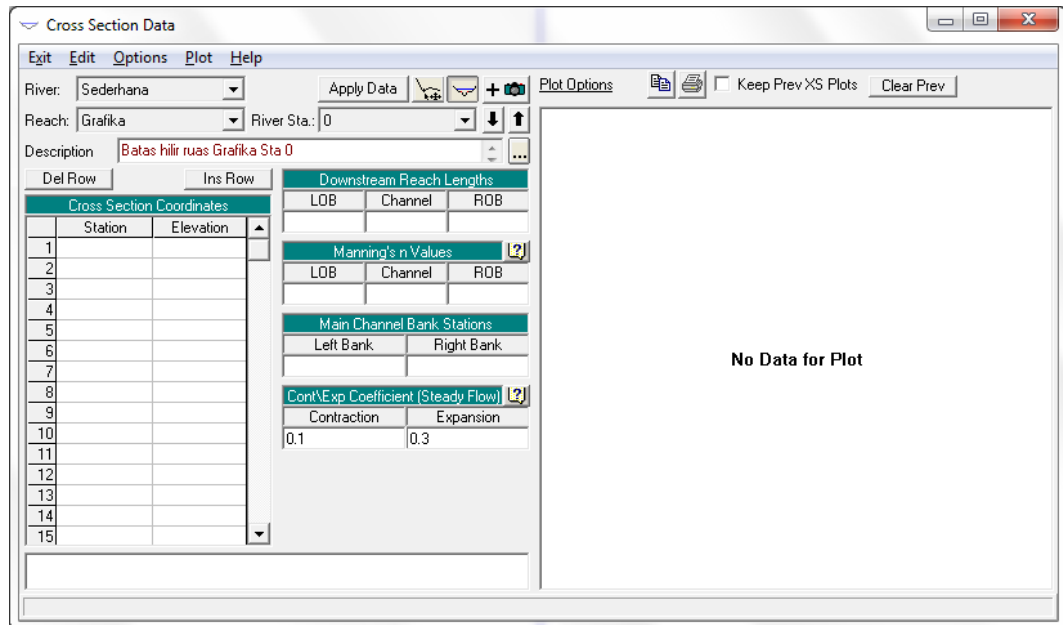 Cross Section Data
Exit Edit Options Plot Help
River: Sederhana Apply Data Plot Options Keep Prev XS Plots Clear Prev
Reach: Grafika River Sta.: 0
Description Batas hilir ruas Grafika Sta 0 ...
Del Row Ins Row Downstream Reach Lengths
Cross Section Coordinates LOB Channel ROB
Station Elevation
1 Manning's n Values
2 LOB Channel ROB
3
4
5 Main Channel Bank Stations
6 Left Bank Right Bank
7 No Data for Plot
8 Cont\Exp Coefficient (Steady Flow)
9 Contraction Expansion
10 0.1 0.3
11
12
13
14
15